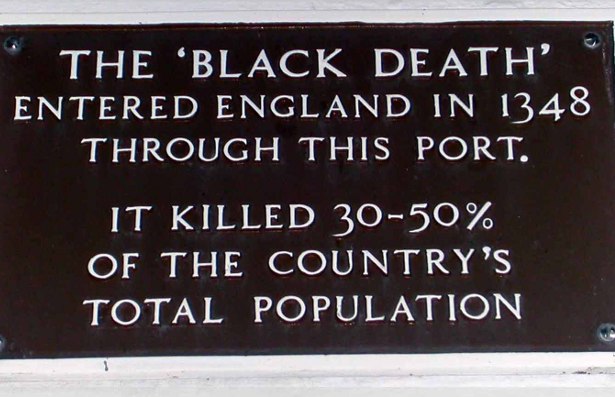 THE ‘BLACK DEATH’
ENTERED ENGLAND IN 1348
THROUGH THIS PORT.
IT KILLED 30-50%
OF THE COUNTRY’S
TOTAL POPULATION